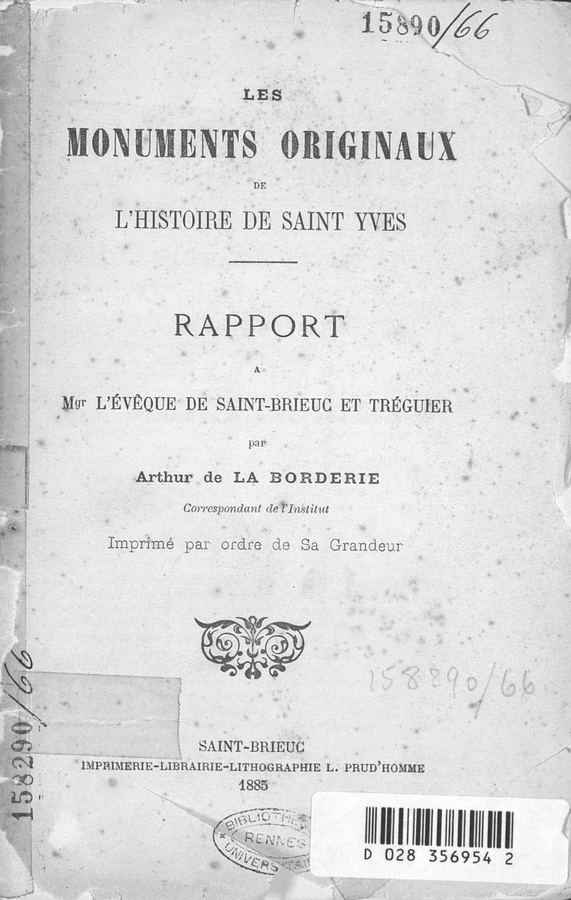 15890/66
LES
MONUMENTS ORIGINAUX
DE
L'HISTOIRE DE SAINT YVES
RAPPORT
A
Mgr L'ÉVÊQUE DE SAINT-BRIEUC ET TRÉGUIER
par
Arthur de LA BORDERIE
Correspondant de l'Institut
Imprimé par ordre de Sa Grandeur
158290/66
158290/66
SAINT-BRIEUC
IMPRIMERIE-LIBRAIRIE-LITHOGRAPHIE L. PRUD'HOMME
1885
RENNES
D 028 356954 2